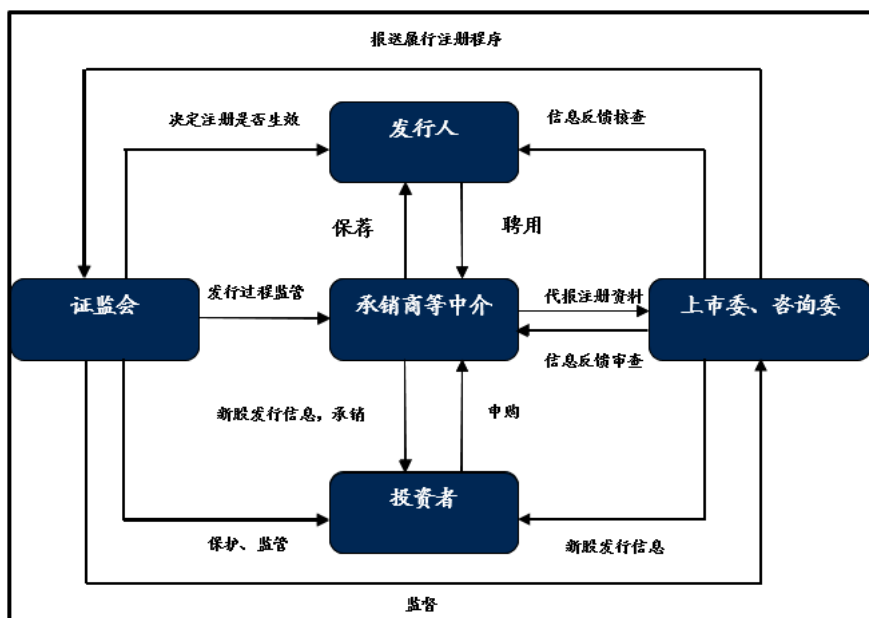 报送履行注册程序
决定注册是否生效
发行人
信息反馈核查
保荐
聘用
证监会
发行过程监管
承销商等中介
代报注册资料
上市委、咨询委
信息反馈审查
新股发行信息，承销
申购
投资者
保护、监管
新股发行信息
监督